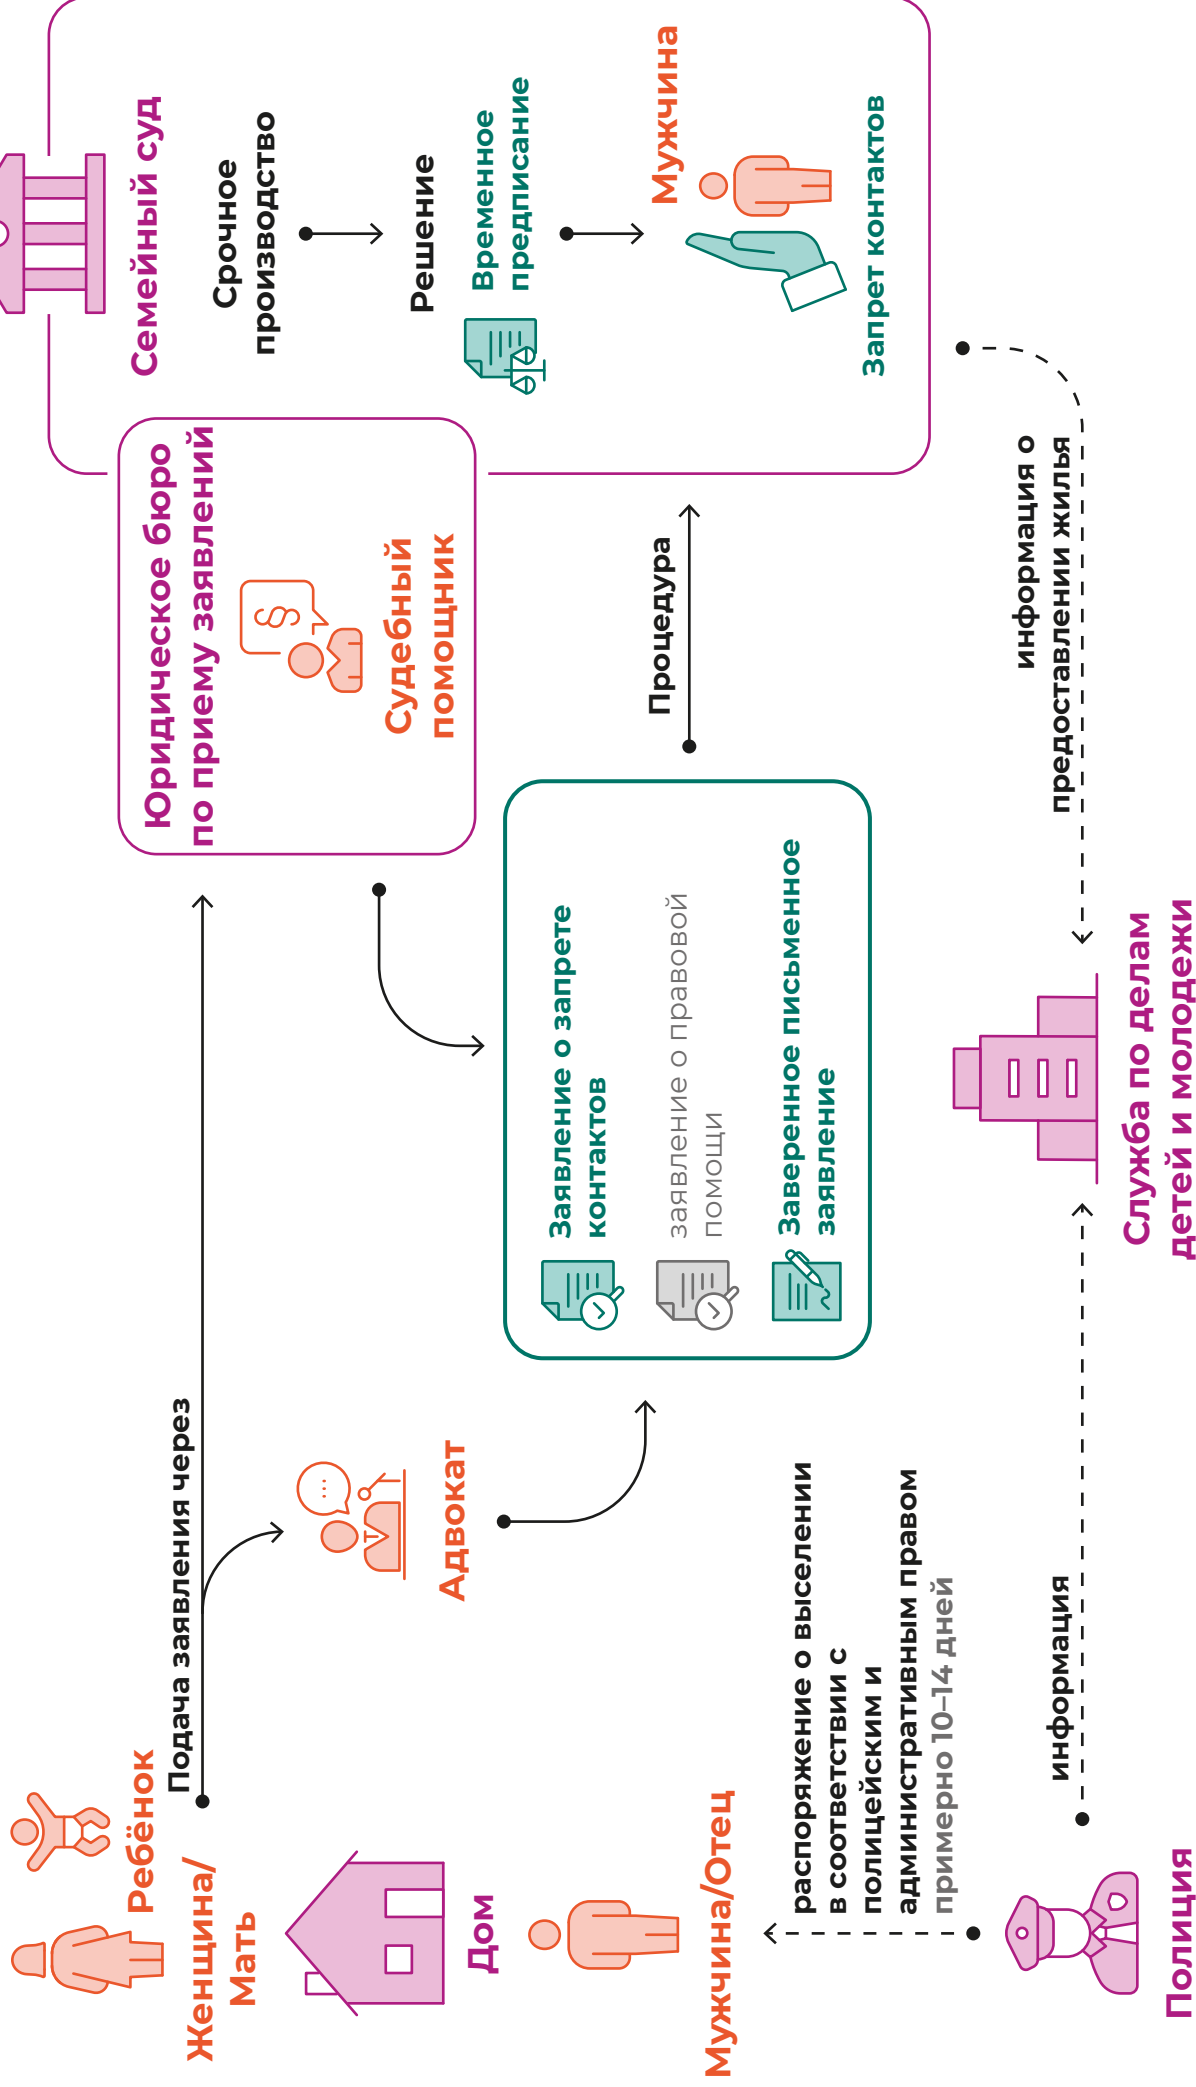 Ребёнок
Женщина/
Мать
Дом
Мужчина/Отец
Полиция
Подача заявления через
Адвокат
распоряжение о выселении
в соответствии с
полицейским и
административным правом
примерно 10–14 дней
информация
Юридическое бюро
по приему заявлений
§
Судебный
помощник
Заявление о запрете
контактов
заявление о правовой
помощи
Заверенное письменное
заявление
Служба по делам
детей и молодежи
Процедура
информация о
предоставлении жилья
Семейный суд
Срочное
производство
Решение
Временное
предписание
Мужчина
Запрет контактов